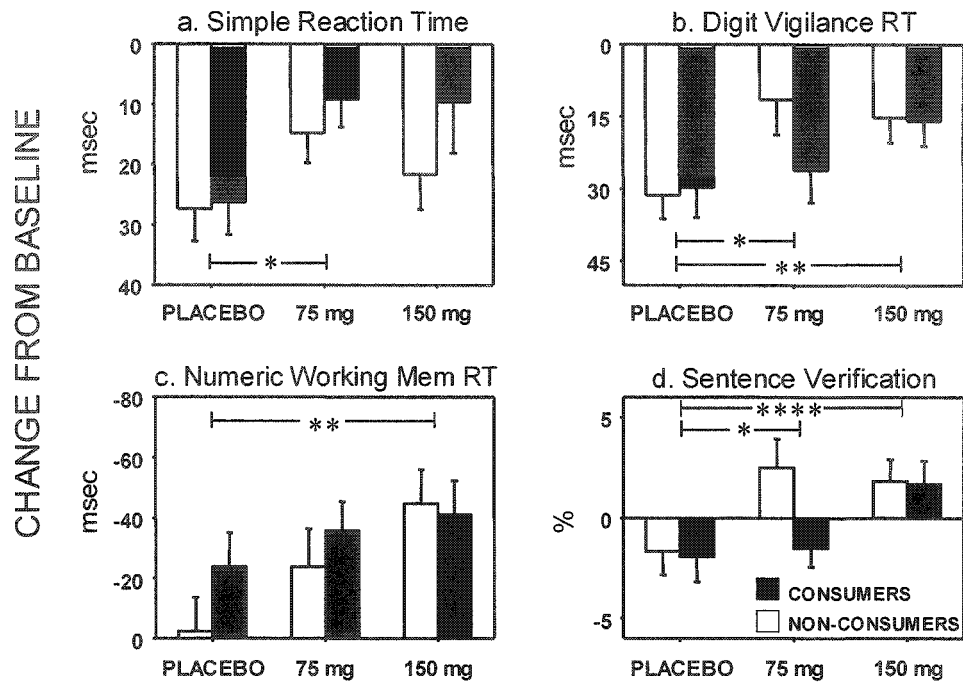 CHANGE FROM BASELINE
a. Simple Reaction Time
0
10
20
30
40
msec
*
PLACEBO 75 mg 150 mg
b. Digit Vigilance RT
0
15
30
45
msec
*
**
PLACEBO 75 mg 150 mg
c. Numeric Working Mem RT
-80
-60
-40
-20
0
msec
**
PLACEBO 75 mg 150 mg
d. Sentence Verification
5
0
-5
%
****
*
CONSUMERS
NON-CONSUMERS
PLACEBO 75 mg 150 mg